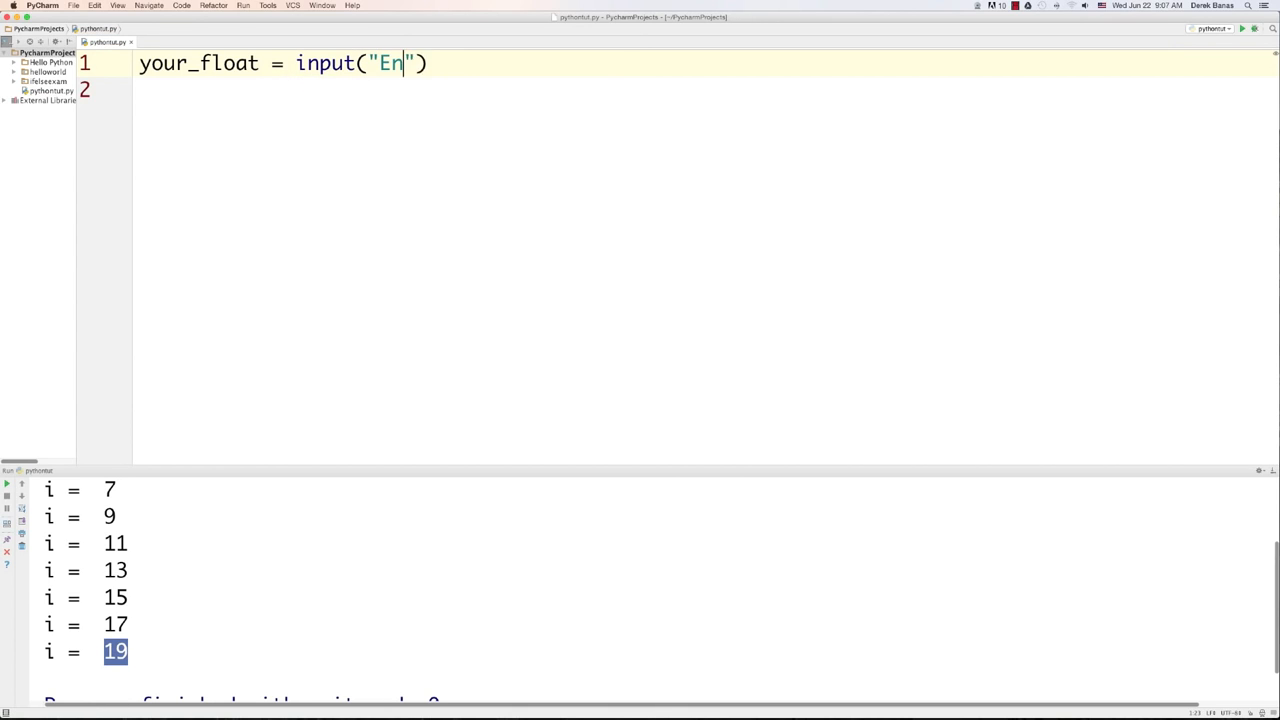 PyCharm File Edit View Navigate Code Refactor Run Tools VCS Window Help 10 Wed Jun 22 9:07 AM Derek Banas
pythontut.py - PycharmProjects - [~/PycharmProjects]
PycharmProjects pythontut.py pythontut
pythontut.py
PycharmProject
Hello Python
helloworld
ifelseexam
pythontut.py
External Librarie
1 your_float = input("En")
2
Run pythontut
i = 7
i = 9
i = 11
i = 13
i = 15
i = 17
i = 19
1:23 LF UTF-8